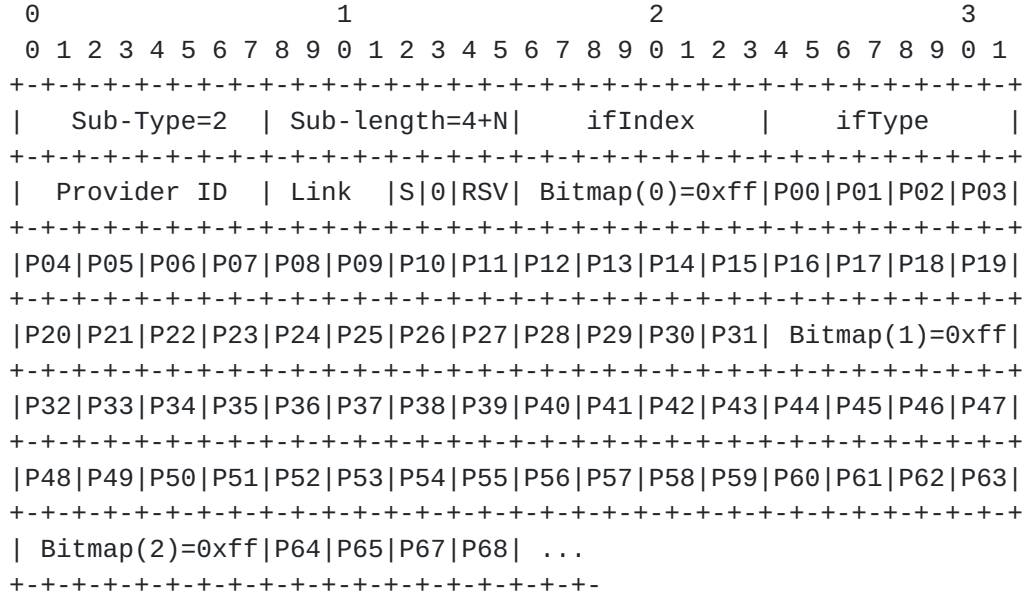 0                   1                   2                   3
 0 1 2 3 4 5 6 7 8 9 0 1 2 3 4 5 6 7 8 9 0 1 2 3 4 5 6 7 8 9 0 1
+-+-+-+-+-+-+-+-+-+-+-+-+-+-+-+-+-+-+-+-+-+-+-+-+-+-+-+-+-+-+-+-+
|   Sub-Type=2  | Sub-length=4+N|    ifIndex    |    ifType     |
+-+-+-+-+-+-+-+-+-+-+-+-+-+-+-+-+-+-+-+-+-+-+-+-+-+-+-+-+-+-+-+-+
|  Provider ID  | Link  |S|0|RSV| Bitmap(0)=0xff|P00|P01|P02|P03|
+-+-+-+-+-+-+-+-+-+-+-+-+-+-+-+-+-+-+-+-+-+-+-+-+-+-+-+-+-+-+-+-+
|P04|P05|P06|P07|P08|P09|P10|P11|P12|P13|P14|P15|P16|P17|P18|P19|
+-+-+-+-+-+-+-+-+-+-+-+-+-+-+-+-+-+-+-+-+-+-+-+-+-+-+-+-+-+-+-+-+
|P20|P21|P22|P23|P24|P25|P26|P27|P28|P29|P30|P31| Bitmap(1)=0xff|
+-+-+-+-+-+-+-+-+-+-+-+-+-+-+-+-+-+-+-+-+-+-+-+-+-+-+-+-+-+-+-+-+
|P32|P33|P34|P35|P36|P37|P38|P39|P40|P41|P42|P43|P44|P45|P46|P47|
+-+-+-+-+-+-+-+-+-+-+-+-+-+-+-+-+-+-+-+-+-+-+-+-+-+-+-+-+-+-+-+-+
|P48|P49|P50|P51|P52|P53|P54|P55|P56|P57|P58|P59|P60|P61|P62|P63|
+-+-+-+-+-+-+-+-+-+-+-+-+-+-+-+-+-+-+-+-+-+-+-+-+-+-+-+-+-+-+-+-+
| Bitmap(2)=0xff|P64|P65|P67|P68| ...
+-+-+-+-+-+-+-+-+-+-+-+-+-+-+-+-+-+-+-